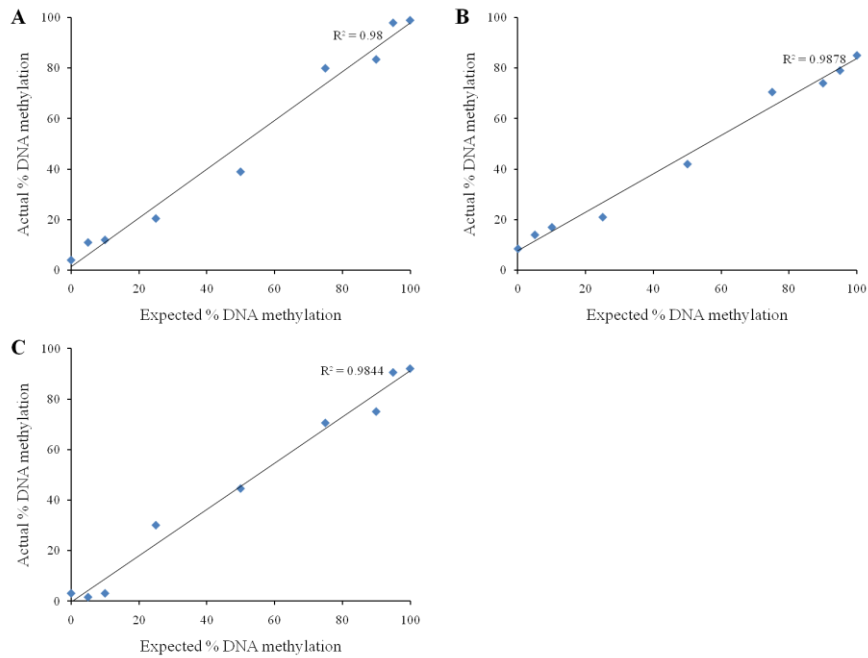 A
100
80
60
40
20
0
0 20 40 60 80 100
Actual % DNA methylation
Expected % DNA methylation
R² = 0.98
B
100
80
60
40
20
0
0 20 40 60 80 100
Actual % DNA methylation
Expected % DNA methylation
R² = 0.9878
C
100
80
60
40
20
0
0 20 40 60 80 100
Actual % DNA methylation
Expected % DNA methylation
R² = 0.9844